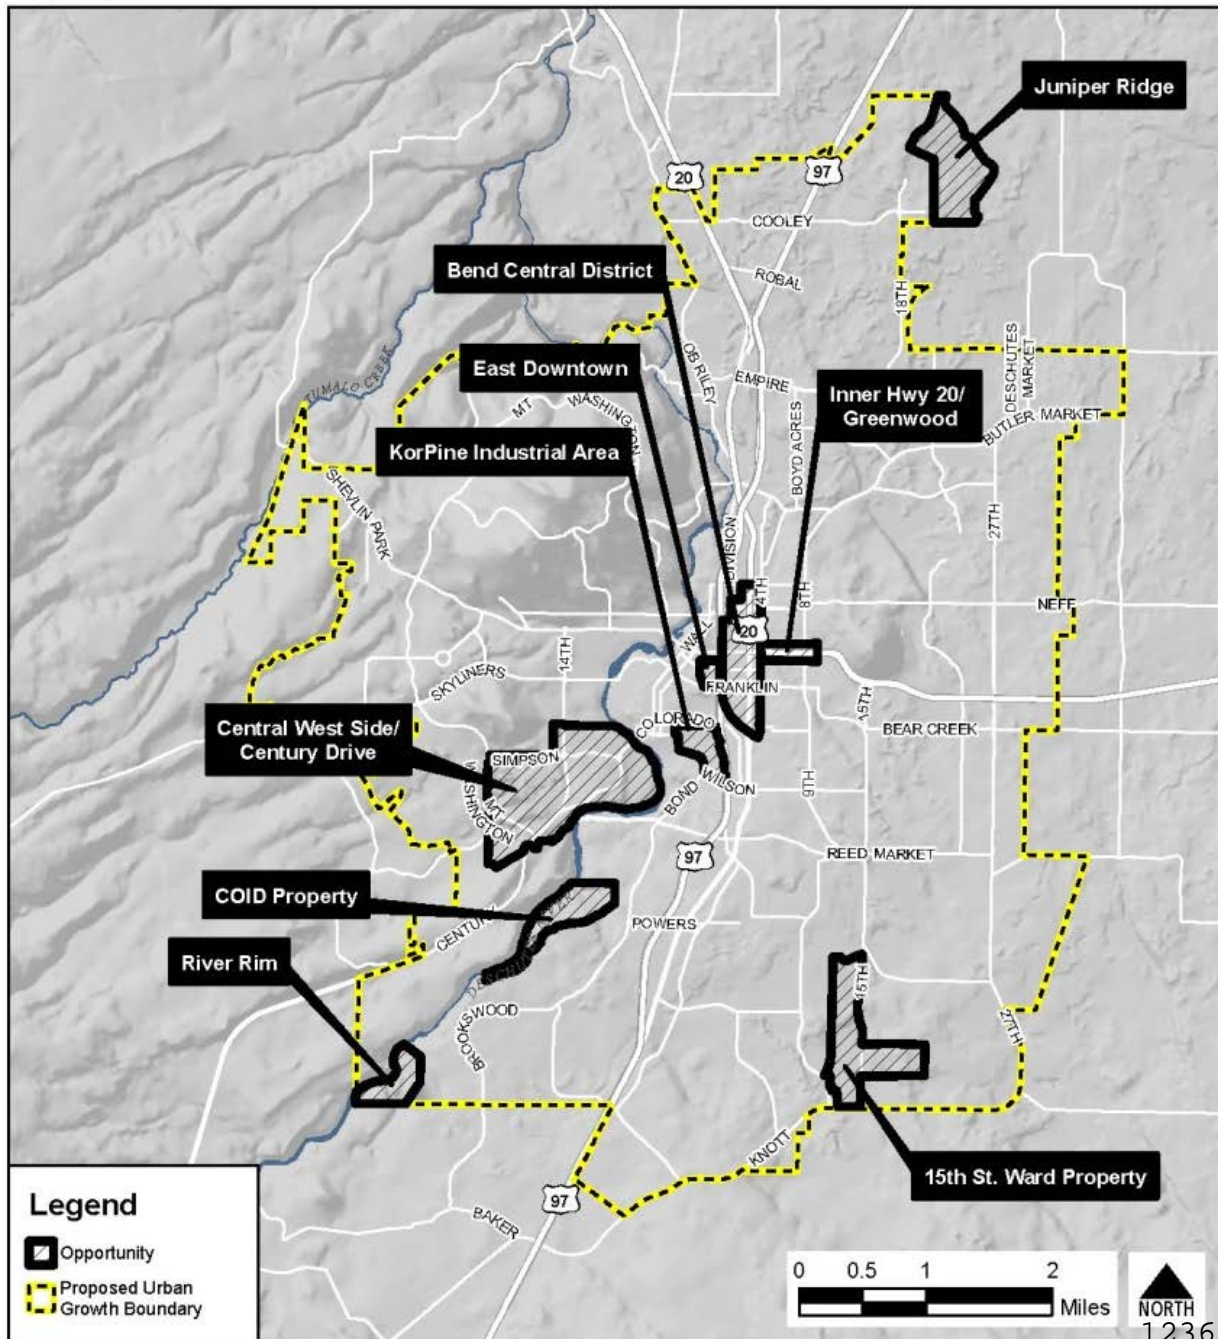 Juniper Ridge
20
97
COOLEY
Bend Central District
ROBAL
18TH
DESCHUTES
MARKET
TUMALO CREEK
East Downtown
OB RILEY
EMPIRE
Inner Hwy 20/
Greenwood
MT
WASHINGTON
BOYD ACRES
BUTLER MARKET
KorPine Industrial Area
SHEVLIN PARK
27TH
DIVISION
4TH
8TH
NEFF
20
WALL
14TH
SKYLINERS
FRANKLIN
15TH
Central West Side/
Century Drive
COLORADO
BEAR CREEK
SIMPSON
MT
WASHINGTON
WILSON
BOND
9TH
97
REED MARKET
COID Property
CENTURY
POWERS
River Rim
DESCHUTES RIVER
15TH
BROOKSWOOD
27TH
KNOTT
15th St. Ward Property
97
BAKER
Legend
Opportunity
Proposed Urban
Growth Boundary
0 0.5 1 2
Miles
NORTH
1236